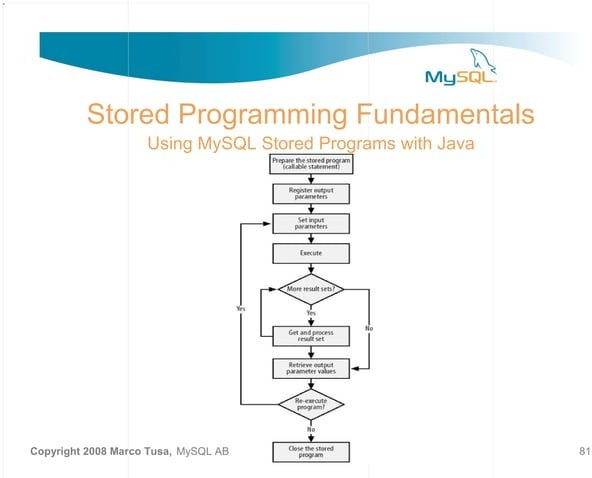 MySQL
Stored Programming Fundamentals
Using MySQL Stored Programs with Java
Prepare the stored program
(callable statement)
Register output
parameters
Set input
parameters
Execute
More result sets?
Yes
Yes
Get and process
result set
No
Retrieve output
parameter values
Re-execute
program?
No
Close the stored
program
Copyright 2008 Marco Tusa, MySQL AB
81